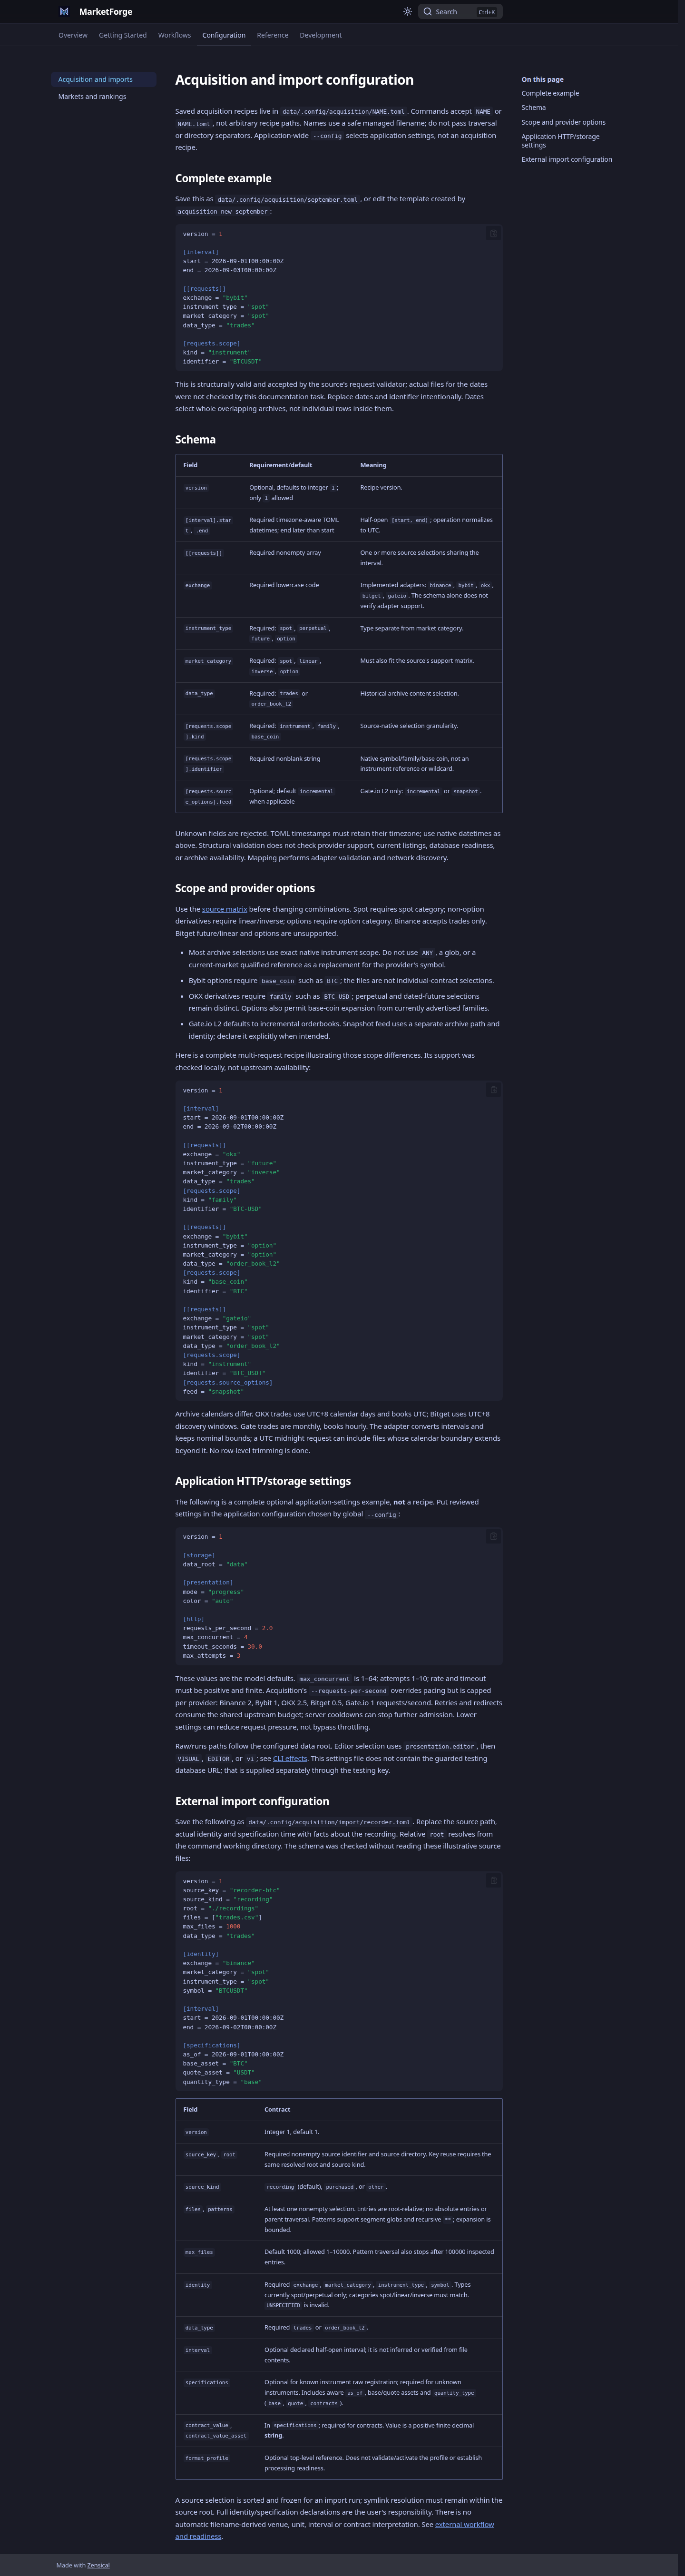 MarketForge
Search
Ctrl+K
Overview
Getting Started
Workflows
Configuration
Reference
Development
Acquisition and imports
Markets and rankings
Acquisition and import configuration
Saved acquisition recipes live in data/.config/acquisition/NAME.toml . Commands accept NAME or
NAME.toml , not arbitrary recipe paths. Names use a safe managed filename; do not pass traversal
or directory separators. Application-wide --config selects application settings, not an acquisition
recipe.
Complete example
Save this as data/.config/acquisition/september.toml , or edit the template created by
acquisition new september :
version = 1
[interval]
start = 2026-09-01T00:00:00Z
end = 2026-09-03T00:00:00Z
[[requests]]
exchange = "bybit"
instrument_type = "spot"
market_category = "spot"
data_type = "trades"
[requests.scope]
kind = "instrument"
identifier = "BTCUSDT"
This is structurally valid and accepted by the source's request validator; actual files for the dates
were not checked by this documentation task. Replace dates and identifier intentionally. Dates
select whole overlapping archives, not individual rows inside them.
Schema
Field Requirement/default Meaning
version Optional, defaults to integer 1 ; Recipe version.
only 1 allowed
[interval].star Required timezone-aware TOML Half-open [start, end) ; operation normalizes
t , .end datetimes; end later than start to UTC.
[[requests]] Required nonempty array One or more source selections sharing the
interval.
exchange Required lowercase code Implemented adapters: binance , bybit , okx ,
bitget , gateio . The schema alone does not
verify adapter support.
instrument_type Required: spot , perpetual , Type separate from market category.
future , option
market_category Required: spot , linear , Must also fit the source's support matrix.
inverse , option
data_type Required: trades or Historical archive content selection.
order_book_l2
[requests.scope Required: instrument , family , Source-native selection granularity.
].kind base_coin
[requests.scope Required nonblank string Native symbol/family/base coin, not an
].identifier instrument reference or wildcard.
[requests.sourc Optional; default incremental Gate.io L2 only: incremental or snapshot .
e_options].feed when applicable
Unknown fields are rejected. TOML timestamps must retain their timezone; use native datetimes as
above. Structural validation does not check provider support, current listings, database readiness,
or archive availability. Mapping performs adapter validation and network discovery.
Scope and provider options
Use the source matrix before changing combinations. Spot requires spot category; non-option
derivatives require linear/inverse; options require option category. Binance accepts trades only.
Bitget future/linear and options are unsupported.
• Most archive selections use exact native instrument scope. Do not use ANY , a glob, or a
current-market qualified reference as a replacement for the provider's symbol.
• Bybit options require base_coin such as BTC ; the files are not individual-contract selections.
• OKX derivatives require family such as BTC-USD ; perpetual and dated-future selections
remain distinct. Options also permit base-coin expansion from currently advertised families.
• Gate.io L2 defaults to incremental orderbooks. Snapshot feed uses a separate archive path and
identity; declare it explicitly when intended.
Here is a complete multi-request recipe illustrating those scope differences. Its support was
checked locally, not upstream availability:
version = 1
[interval]
start = 2026-09-01T00:00:00Z
end = 2026-09-02T00:00:00Z
[[requests]]
exchange = "okx"
instrument_type = "future"
market_category = "inverse"
data_type = "trades"
[requests.scope]
kind = "family"
identifier = "BTC-USD"
[[requests]]
exchange = "bybit"
instrument_type = "option"
market_category = "option"
data_type = "order_book_l2"
[requests.scope]
kind = "base_coin"
identifier = "BTC"
[[requests]]
exchange = "gateio"
instrument_type = "spot"
market_category = "spot"
data_type = "order_book_l2"
[requests.scope]
kind = "instrument"
identifier = "BTC_USDT"
[requests.source_options]
feed = "snapshot"
Archive calendars differ. OKX trades use UTC+8 calendar days and books UTC; Bitget uses UTC+8
discovery windows. Gate trades are monthly, books hourly. The adapter converts intervals and
keeps nominal bounds; a UTC midnight request can include files whose calendar boundary extends
beyond it. No row-level trimming is done.
Application HTTP/storage settings
The following is a complete optional application-settings example, not a recipe. Put reviewed
settings in the application configuration chosen by global --config :
version = 1
[storage]
data_root = "data"
[presentation]
mode = "progress"
color = "auto"
[http]
requests_per_second = 2.0
max_concurrent = 4
timeout_seconds = 30.0
max_attempts = 3
These values are the model defaults. max_concurrent is 1–64; attempts 1–10; rate and timeout
must be positive and finite. Acquisition's --requests-per-second overrides pacing but is capped
per provider: Binance 2, Bybit 1, OKX 2.5, Bitget 0.5, Gate.io 1 requests/second. Retries and redirects
consume the shared upstream budget; server cooldowns can stop further admission. Lower
settings can reduce request pressure, not bypass throttling.
Raw/runs paths follow the configured data root. Editor selection uses presentation.editor , then
VISUAL , EDITOR , or vi ; see CLI effects. This settings file does not contain the guarded testing
database URL; that is supplied separately through the testing key.
External import configuration
Save the following as data/.config/acquisition/import/recorder.toml . Replace the source path,
actual identity and specification time with facts about the recording. Relative root resolves from
the command working directory. The schema was checked without reading these illustrative source
files:
version = 1
source_key = "recorder-btc"
source_kind = "recording"
root = "./recordings"
files = ["trades.csv"]
max_files = 1000
data_type = "trades"
[identity]
exchange = "binance"
market_category = "spot"
instrument_type = "spot"
symbol = "BTCUSDT"
[interval]
start = 2026-09-01T00:00:00Z
end = 2026-09-02T00:00:00Z
[specifications]
as_of = 2026-09-01T00:00:00Z
base_asset = "BTC"
quote_asset = "USDT"
quantity_type = "base"
Field Contract
version Integer 1, default 1.
source_key , root Required nonempty source identifier and source directory. Key reuse requires the
same resolved root and source kind.
source_kind recording (default), purchased , or other .
files , patterns At least one nonempty selection. Entries are root-relative; no absolute entries or
parent traversal. Patterns support segment globs and recursive ** ; expansion is
bounded.
max_files Default 1000; allowed 1–10000. Pattern traversal also stops after 100000 inspected
entries.
identity Required exchange , market_category , instrument_type , symbol . Types
currently spot/perpetual only; categories spot/linear/inverse must match.
UNSPECIFIED is invalid.
data_type Required trades or order_book_l2 .
interval Optional declared half-open interval; it is not inferred or verified from file
contents.
specifications Optional for known instrument raw registration; required for unknown
instruments. Includes aware as_of , base/quote assets and quantity_type
( base , quote , contracts ).
contract_value , In specifications ; required for contracts. Value is a positive finite decimal
contract_value_asset string.
format_profile Optional top-level reference. Does not validate/activate the profile or establish
processing readiness.
A source selection is sorted and frozen for an import run; symlink resolution must remain within the
source root. Full identity/specification declarations are the user's responsibility. There is no
automatic filename-derived venue, unit, interval or contract interpretation. See external workflow
and readiness.
On this page
Complete example
Schema
Scope and provider options
Application HTTP/storage
settings
External import configuration
Made with Zensical